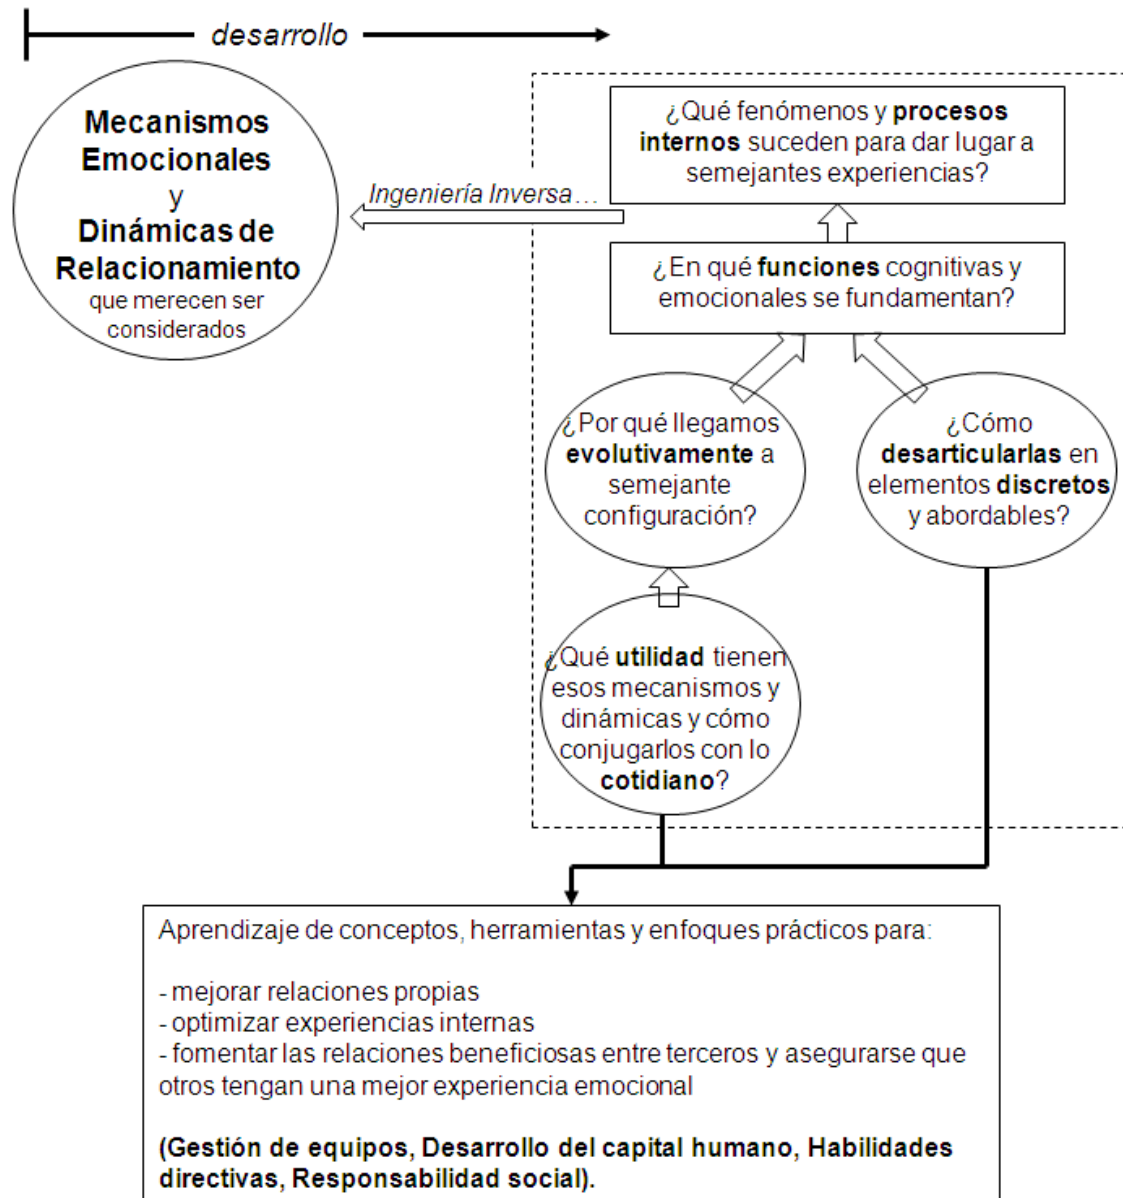 desarrollo
Mecanismos
Emocionales
y
Dinámicas de
Relacionamiento
que merecen ser
considerados
Ingeniería Inversa…
¿Qué fenómenos y procesos
internos suceden para dar lugar a
semejantes experiencias?
¿En qué funciones cognitivas y
emocionales se fundamentan?
¿Por qué llegamos
evolutivamente a
semejante
configuración?
¿Cómo
desarticularlas en
elementos discretos
y abordables?
¿Qué utilidad tienen
esos mecanismos y
dinámicas y cómo
conjugarlos con lo
cotidiano?
Aprendizaje de conceptos, herramientas y enfoques prácticos para:
- mejorar relaciones propias
- optimizar experiencias internas
- fomentar las relaciones beneficiosas entre terceros y asegurarse que
otros tengan una mejor experiencia emocional
(Gestión de equipos, Desarrollo del capital humano, Habilidades
directivas, Responsabilidad social).